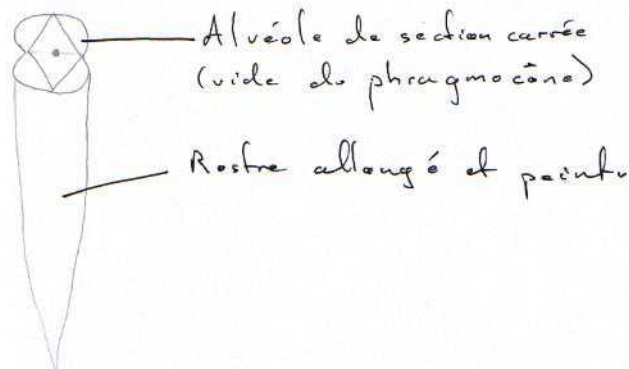 Alvéole de section carrée
(vide du phragmocône)
Rostre allongé et pointu